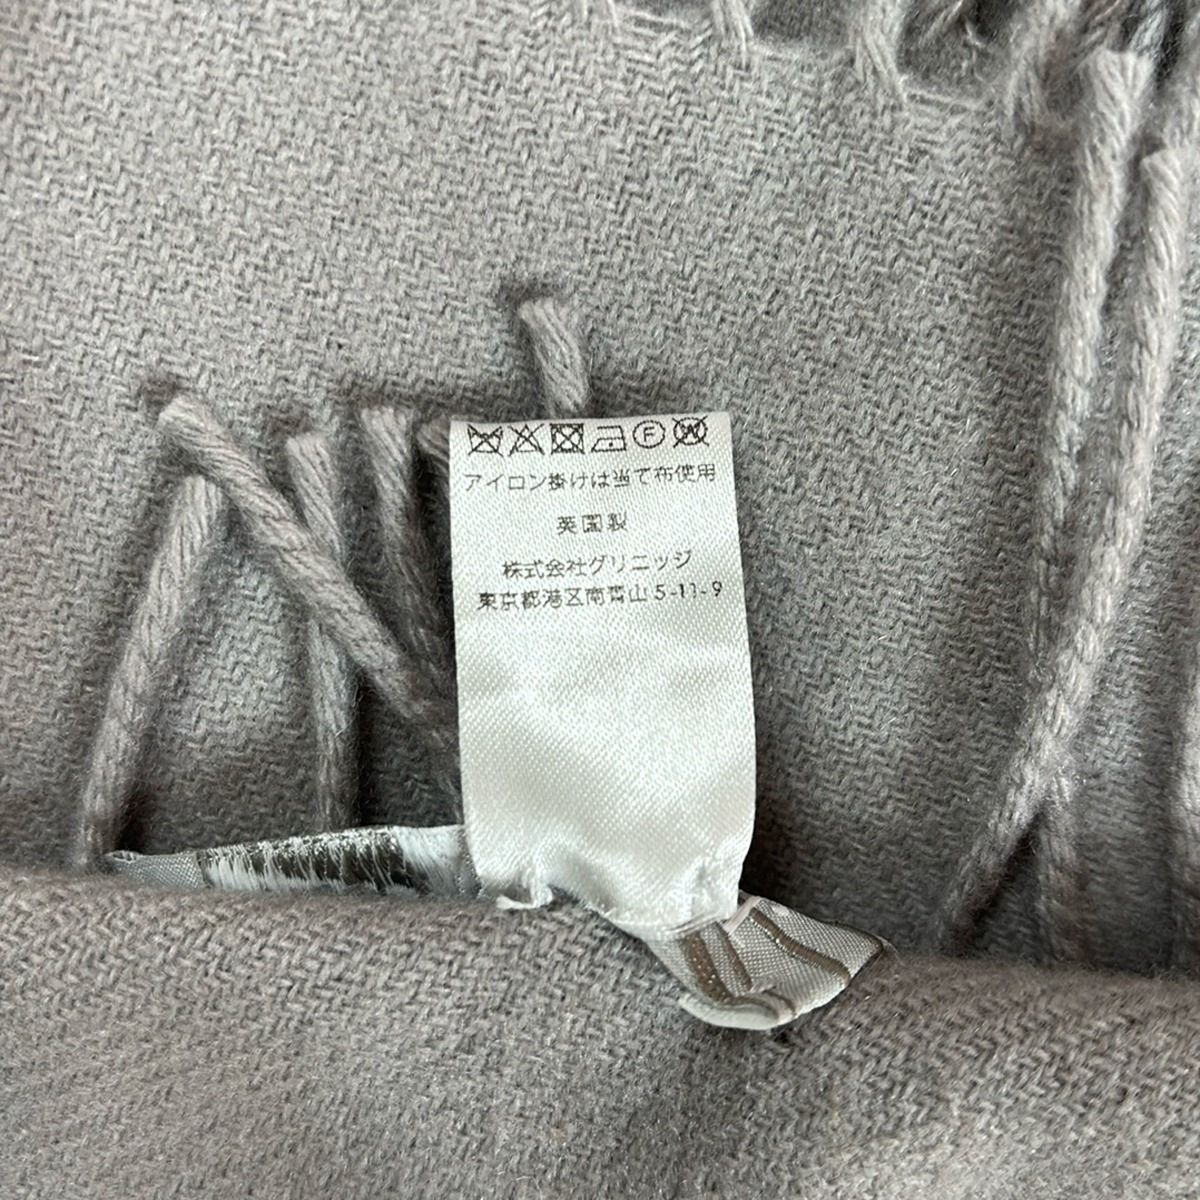 アイロン掛けは当て布使用
英国製
株式会社グリニッジ
東京都港区南青山5-11-9